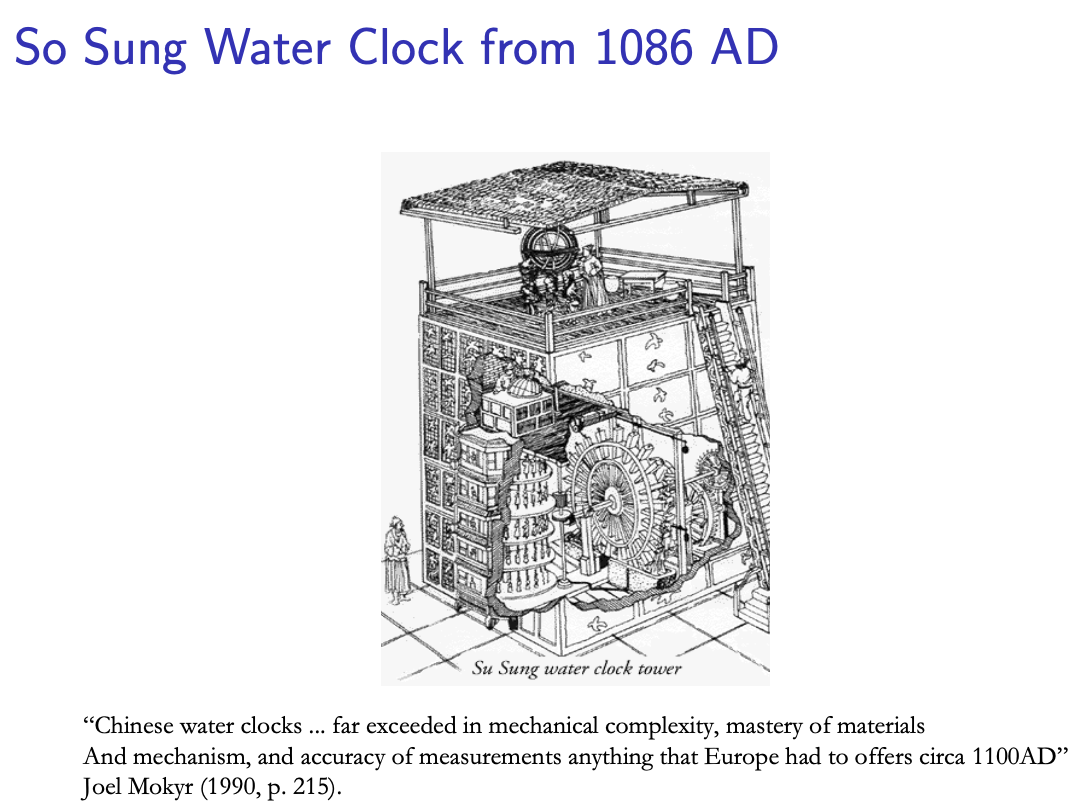 So Sung Water Clock from 1086 AD
Su Sung water clock tower
“Chinese water clocks ... far exceeded in mechanical complexity, mastery of materials
And mechanism, and accuracy of measurements anything that Europe had to offers circa 1100AD”
Joel Mokyr (1990, p. 215).